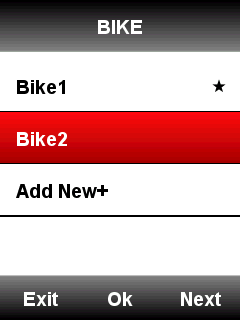 BIKE
Bike1 ★
Bike2
Add New+
Exit Ok Next